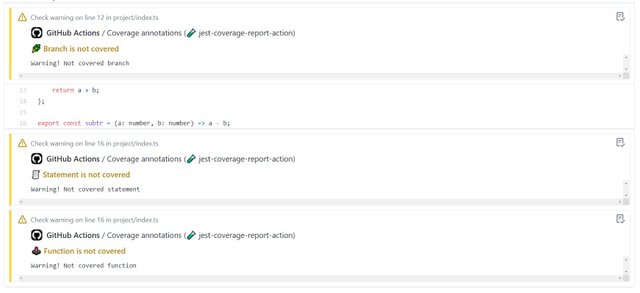 Check warning on line 12 in project/index.ts
GitHub Actions / Coverage annotations (🧪 jest-coverage-report-action)
Branch is not covered
Warning! Not covered branch
13 return a + b;
14 };
15
16 export const subtr = (a: number, b: number) => a - b;
Check warning on line 16 in project/index.ts
GitHub Actions / Coverage annotations (🧪 jest-coverage-report-action)
Statement is not covered
Warning! Not covered statement
Check warning on line 16 in project/index.ts
GitHub Actions / Coverage annotations (🧪 jest-coverage-report-action)
Function is not covered
Warning! Not covered function